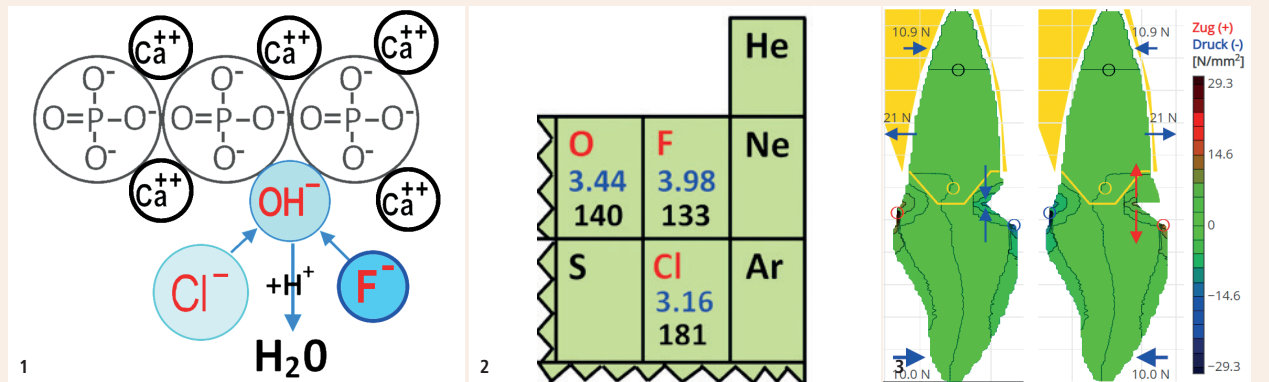 Ca++
Ca++
Ca++
O-
O-
O-
O=P-O-
O=P-O-
O=P-O-
O-
O-
O-
Ca++
Ca++
OH-
Cl-
+H+
F-
H20
1
He
O
3.44
140
F
3.98
133
Ne
S
Cl
3.16
181
Ar
2
10.9 N
21 N
10.0 N
3
10.9 N
21 N
10.0 N
Zug (+)
Druck (-)
[N/mm²]
29.3
14.6
0
−14.6
−29.3